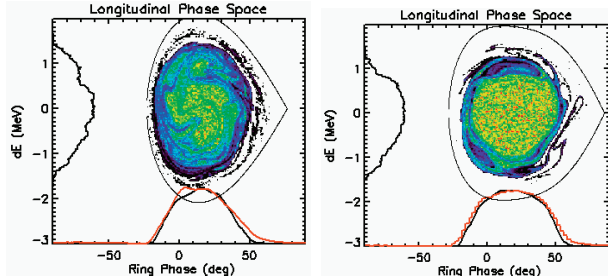 Longitudinal Phase Space
dE (MeV)
1
0
-1
-2
-3
-50
0
50
Ring Phase (deg)
Longitudinal Phase Space
dE (MeV)
1
0
-1
-2
-3
-50
0
50
Ring Phase (deg)